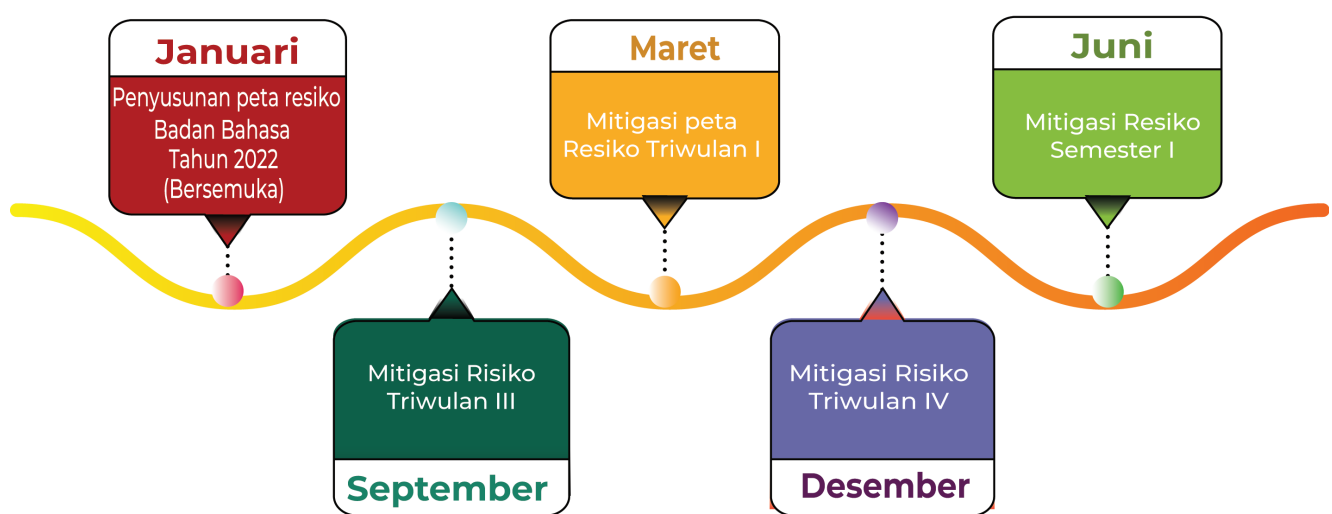 Januari
Penyusunan peta resiko
Badan Bahasa
Tahun 2022
(Bersemuka)
Maret
Mitigasi peta
Resiko Triwulan I
Juni
Mitigasi Resiko
Semester I
Mitigasi Risiko
Triwulan III
September
Mitigasi Risiko
Triwulan IV
Desember